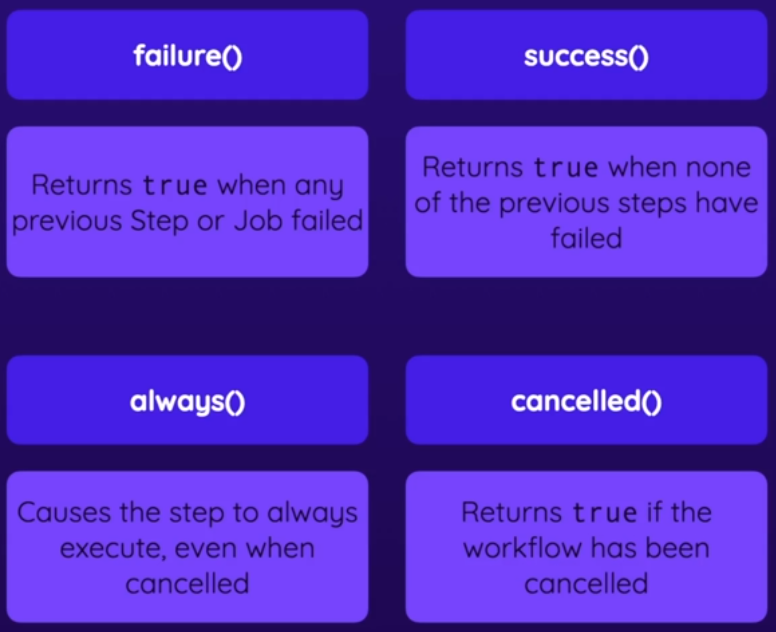 failure()
Returns true when any
previous Step or Job failed
success()
Returns true when none
of the previous steps have
failed
always()
Causes the step to always
execute, even when
cancelled
cancelled()
Returns true if the
workflow has been
cancelled